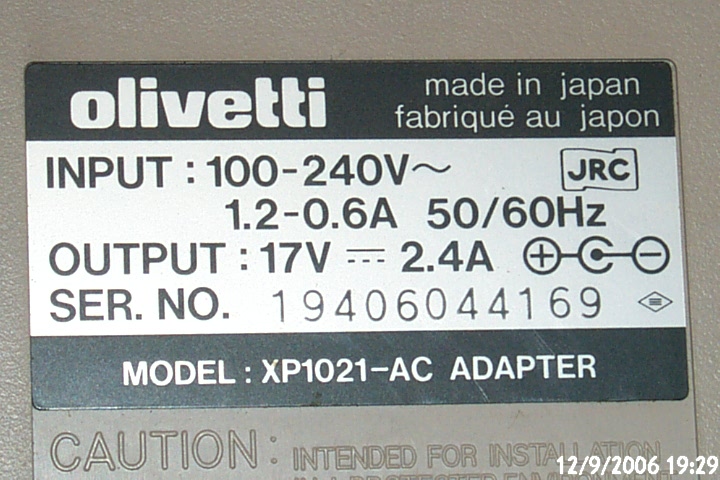 olivetti
made in japan
fabriqué au japon
INPUT : 100-240V~ JRC
1.2-0.6A 50/60Hz
OUTPUT : 17V ⎓ 2.4A
SER. NO. 19406044169
MODEL : XP1021-AC ADAPTER
CAUTION : INTENDED FOR INSTALLATION
12/9/2006 19:29